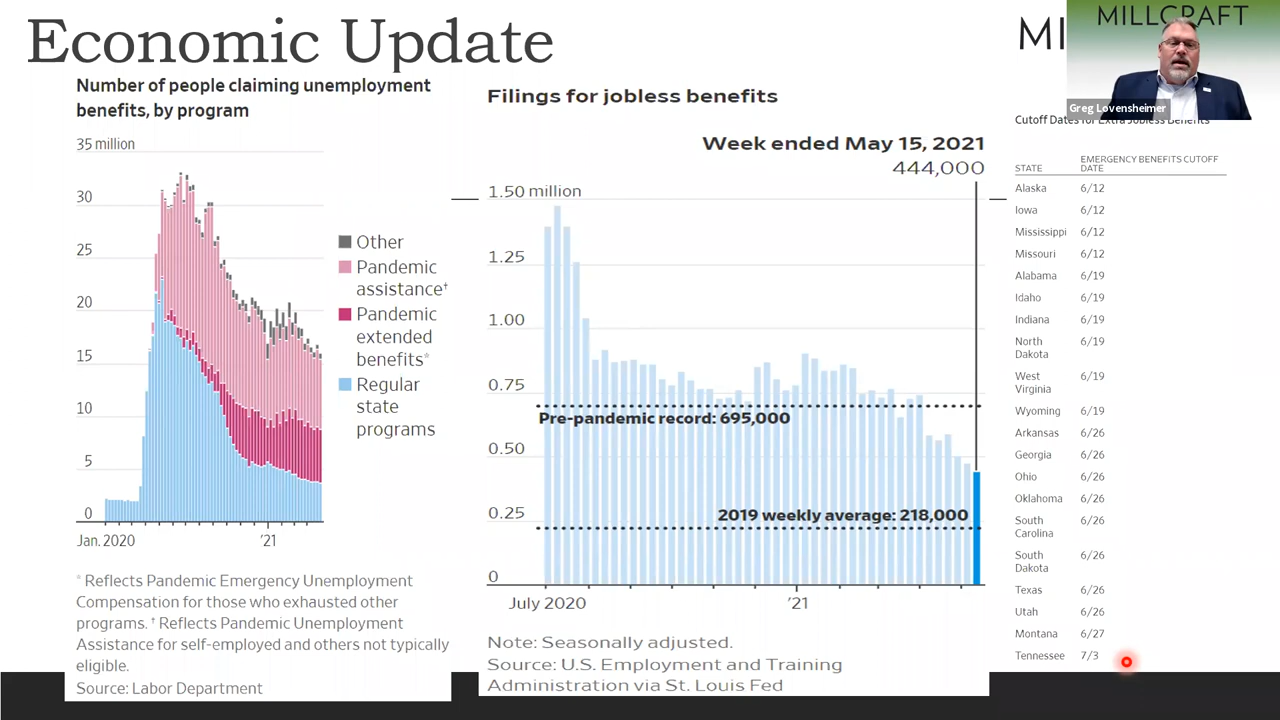 Economic Update
MI
MILLCRAFT
Greg Lovensheimer
Number of people claiming unemployment
benefits, by program
35 million
30
25
20
15
10
5
0
Jan. 2020
'21
Other
Pandemic
assistance†
Pandemic
extended
benefits*
Regular
state
programs
* Reflects Pandemic Emergency Unemployment
Compensation for those who exhausted other
programs. † Reflects Pandemic Unemployment
Assistance for self-employed and others not typically
eligible.
Source: Labor Department
Filings for jobless benefits
Week ended May 15, 2021
444,000
1.50 million
1.25
1.00
0.75
Pre-pandemic record: 695,000
0.50
0.25
2019 weekly average: 218,000
0
July 2020
'21
Note: Seasonally adjusted.
Source: U.S. Employment and Training
Administration via St. Louis Fed
Cutoff Dates for Extra Jobless Benefits
STATE EMERGENCY BENEFITS CUTOFF
DATE
Alaska 6/12
Iowa 6/12
Mississippi 6/12
Missouri 6/12
Alabama 6/19
Idaho 6/19
Indiana 6/19
North 6/19
Dakota
West 6/19
Virginia
Wyoming 6/19
Arkansas 6/26
Georgia 6/26
Ohio 6/26
Oklahoma 6/26
South 6/26
Carolina
South 6/26
Dakota
Texas 6/26
Utah 6/26
Montana 6/27
Tennessee 7/3